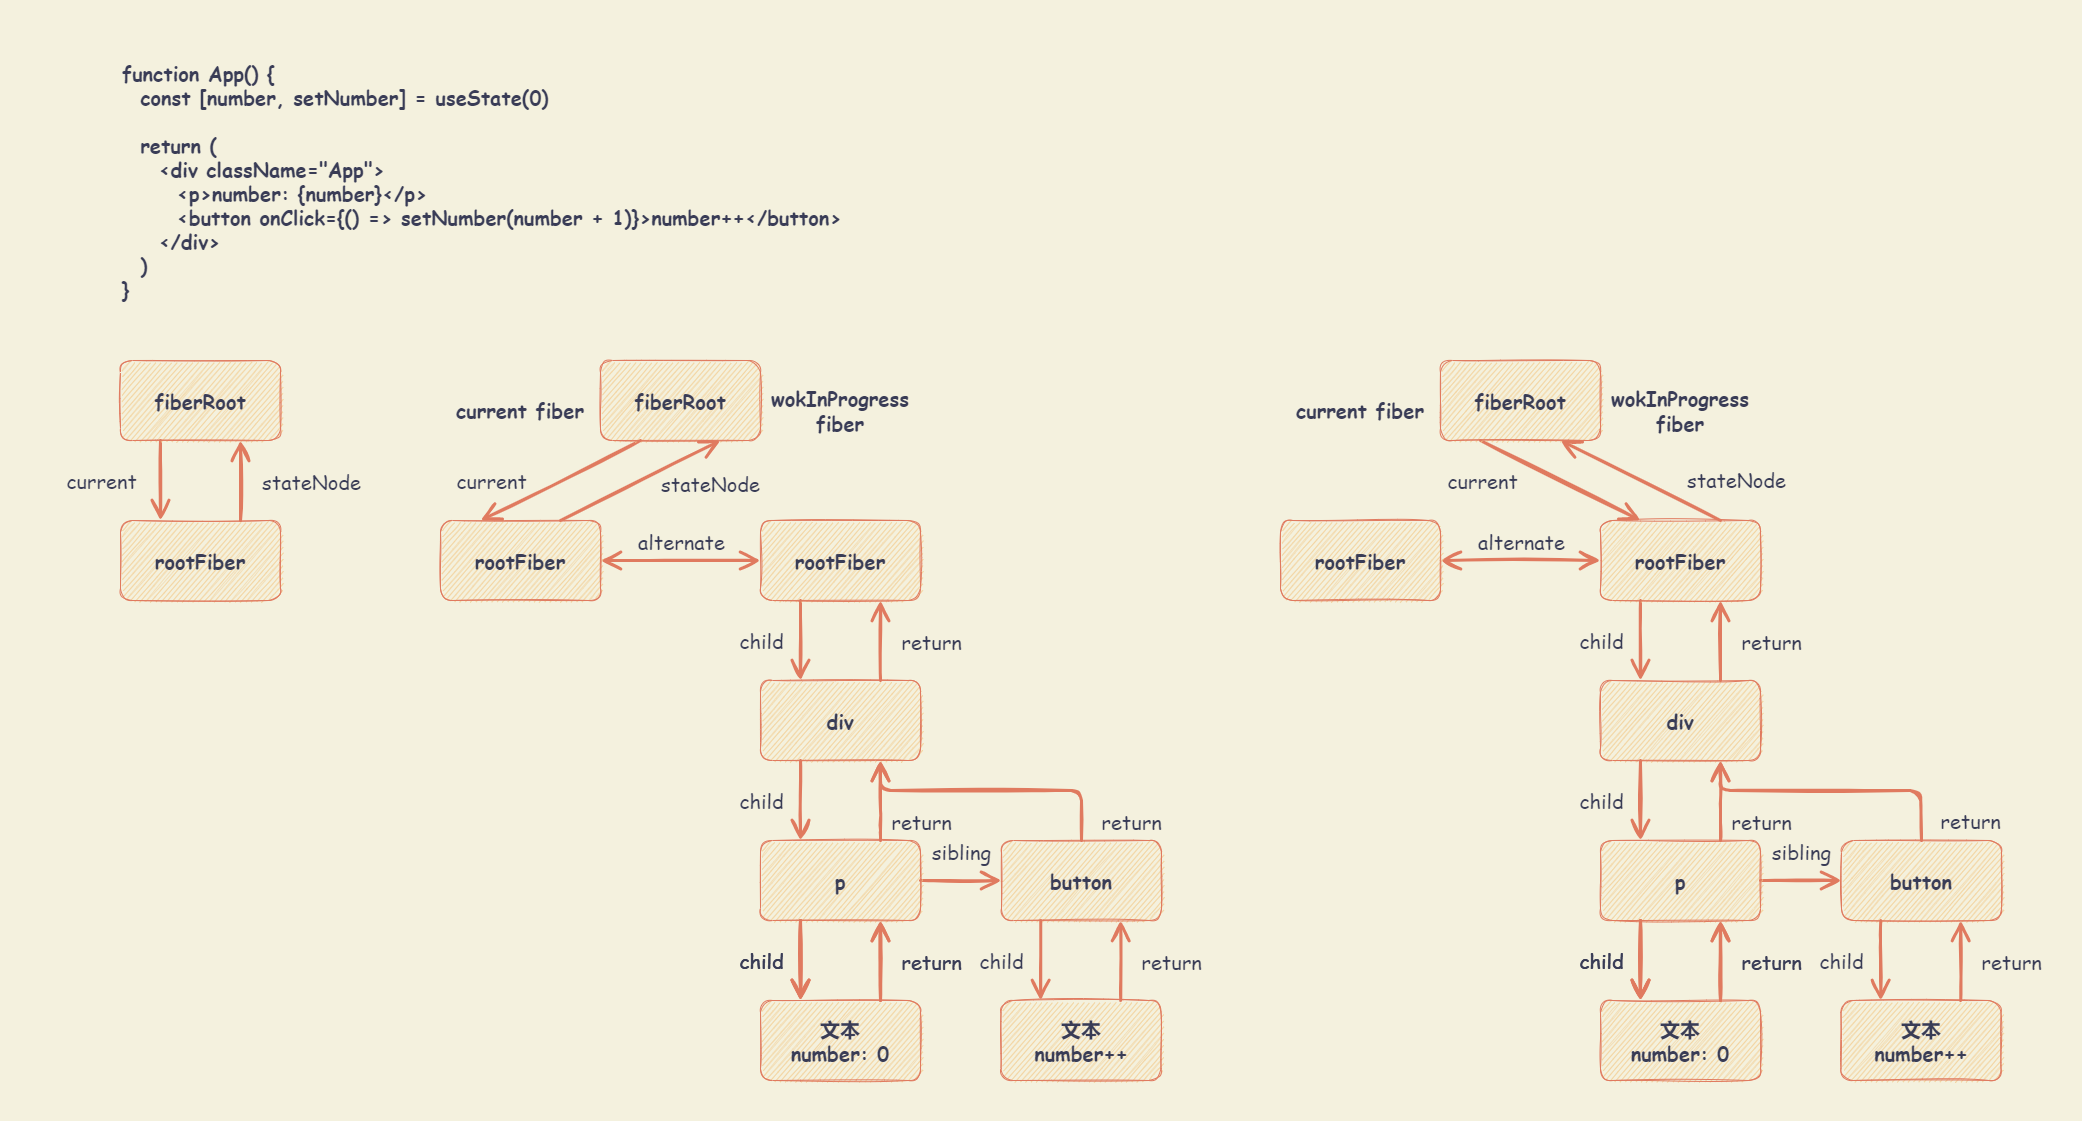 function App() {
const [number, setNumber] = useState(0)
return (
<div className="App">
<p>number: {number}</p>
<button onClick={() => setNumber(number + 1)}>number++</button>
</div>
)
}
fiberRoot
current
stateNode
rootFiber
current fiber
fiberRoot
wokInProgress
fiber
current
stateNode
rootFiber
alternate
rootFiber
child
return
div
child
return
return
sibling
p
button
child
return
child
return
文本
number: 0
文本
number++
current fiber
fiberRoot
wokInProgress
fiber
current
stateNode
rootFiber
alternate
rootFiber
child
return
div
child
return
return
sibling
p
button
child
return
child
return
文本
number: 0
文本
number++